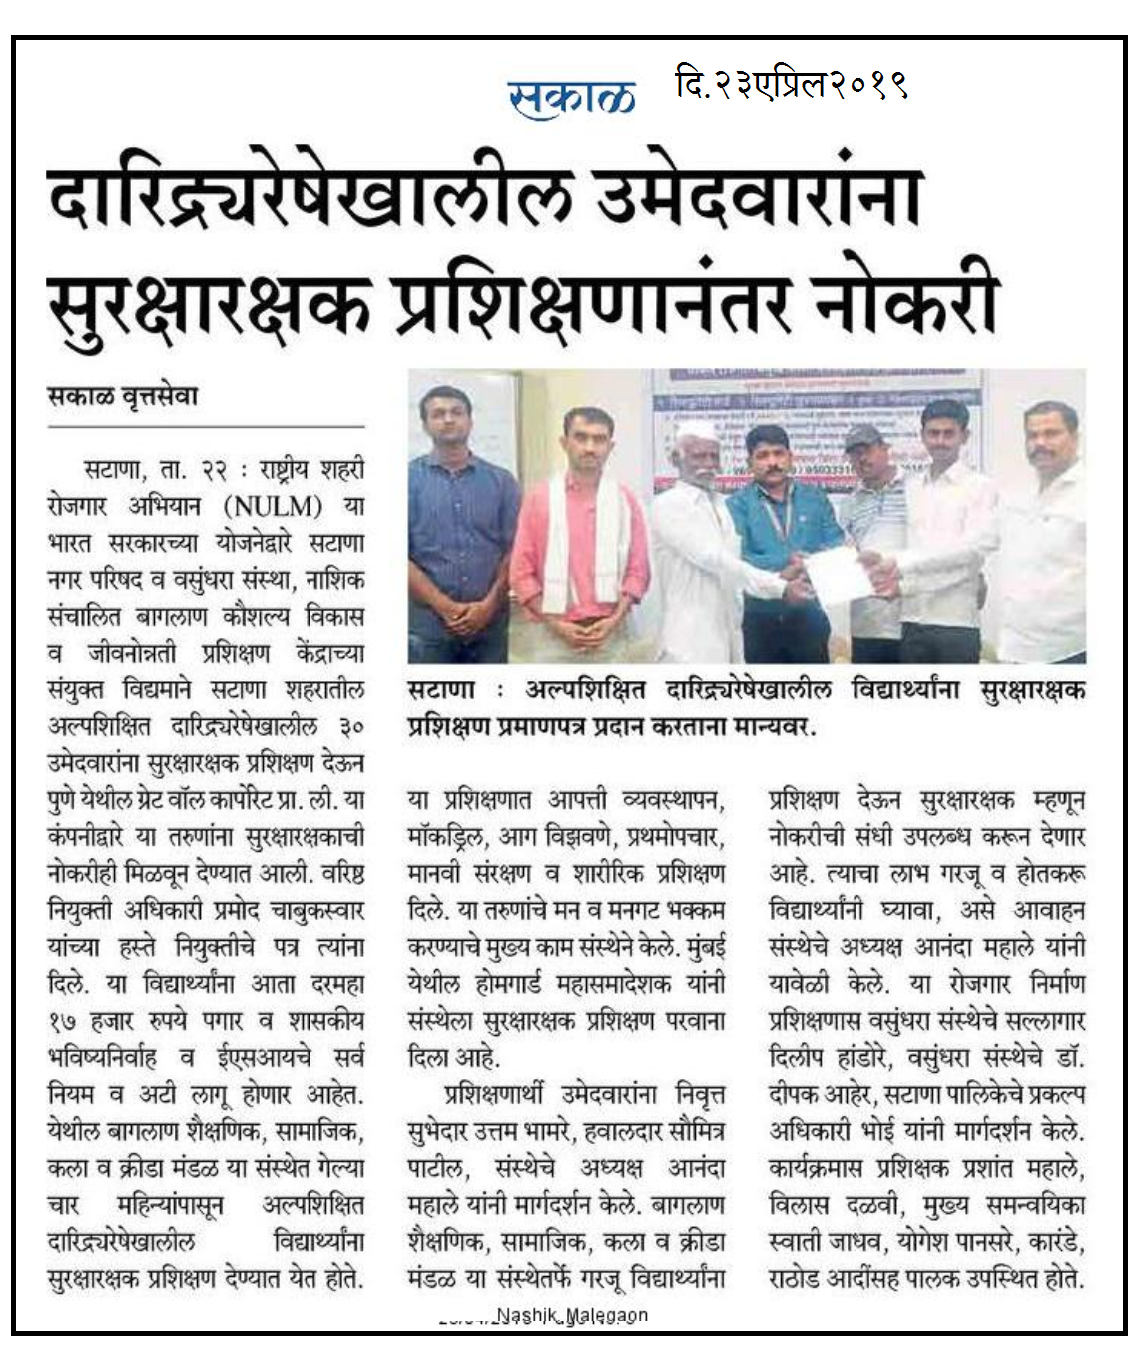 सकाळ
दि.२३एप्रिल२०१९
दारिद्र्यरेषेखालील उमेदवारांना
सुरक्षारक्षक प्रशिक्षणानंतर नोकरी
सकाळ वृत्तसेवा
सटाणा, ता. २२ : राष्ट्रीय शहरी
रोजगार अभियान (NULM) या
भारत सरकारच्या योजनेद्वारे सटाणा
नगर परिषद व वसुंधरा संस्था, नाशिक
संचालित बागलाण कौशल्य विकास
व जीवनोन्नती प्रशिक्षण केंद्राच्या
संयुक्त विद्यमाने सटाणा शहरातील
अल्पशिक्षित दारिद्र्यरेषेखालील ३०
उमेदवारांना सुरक्षारक्षक प्रशिक्षण देऊन
पुणे येथील ग्रेट वॉल कार्पोरेट प्रा. ली. या
कंपनीद्वारे या तरुणांना सुरक्षारक्षकाची
नोकरीही मिळवून देण्यात आली. वरिष्ठ
नियुक्ती अधिकारी प्रमोद चाबुकस्वार
यांच्या हस्ते नियुक्तीचे पत्र त्यांना
दिले. या विद्यार्थ्यांना आता दरमहा
१७ हजार रुपये पगार व शासकीय
भविष्यनिर्वाह व ईएसआयचे सर्व
नियम व अटी लागू होणार आहेत.
येथील बागलाण शैक्षणिक, सामाजिक,
कला व क्रीडा मंडळ या संस्थेत गेल्या
चार महिन्यांपासून अल्पशिक्षित
दारिद्र्यरेषेखालील विद्यार्थ्यांना
सुरक्षारक्षक प्रशिक्षण देण्यात येत होते.
सटाणा : अल्पशिक्षित दारिद्र्यरेषेखालील विद्यार्थ्यांना सुरक्षारक्षक
प्रशिक्षण प्रमाणपत्र प्रदान करताना मान्यवर.
या प्रशिक्षणात आपत्ती व्यवस्थापन,
मॉकड्रिल, आग विझवणे, प्रथमोपचार,
मानवी संरक्षण व शारीरिक प्रशिक्षण
दिले. या तरुणांचे मन व मनगट भक्कम
करण्याचे मुख्य काम संस्थेने केले. मुंबई
येथील होमगार्ड महासमादेशक यांनी
संस्थेला सुरक्षारक्षक प्रशिक्षण परवाना
दिला आहे.
प्रशिक्षणार्थी उमेदवारांना निवृत्त
सुभेदार उत्तम भामरे, हवालदार सौमित्र
पाटील, संस्थेचे अध्यक्ष आनंदा
महाले यांनी मार्गदर्शन केले. बागलाण
शैक्षणिक, सामाजिक, कला व क्रीडा
मंडळ या संस्थेतर्फे गरजू विद्यार्थ्यांना
प्रशिक्षण देऊन सुरक्षारक्षक म्हणून
नोकरीची संधी उपलब्ध करून देणार
आहे. त्याचा लाभ गरजू व होतकरू
विद्यार्थ्यांनी घ्यावा, असे आवाहन
संस्थेचे अध्यक्ष आनंदा महाले यांनी
यावेळी केले. या रोजगार निर्माण
प्रशिक्षणास वसुंधरा संस्थेचे सल्लागार
दिलीप हांडोरे, वसुंधरा संस्थेचे डॉ.
दीपक आहेर, सटाणा पालिकेचे प्रकल्प
अधिकारी भोई यांनी मार्गदर्शन केले.
कार्यक्रमास प्रशिक्षक प्रशांत महाले,
विलास दळवी, मुख्य समन्वयिका
स्वाती जाधव, योगेश पानसरे, कारंडे,
राठोड आदींसह पालक उपस्थित होते.
Nashik, Malegaon